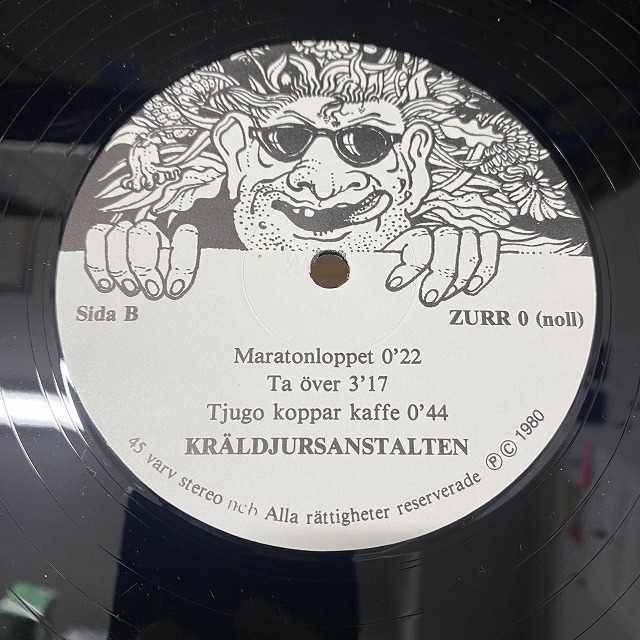 Sida B
ZURR 0 (noll)
Maratonloppet 0'22
Ta över 3'17
Tjugo koppar kaffe 0'44
KRÄLDJURSANSTALTEN
45 varv stereo ncb Alla rättigheter reserverade Ⓟ © 1980